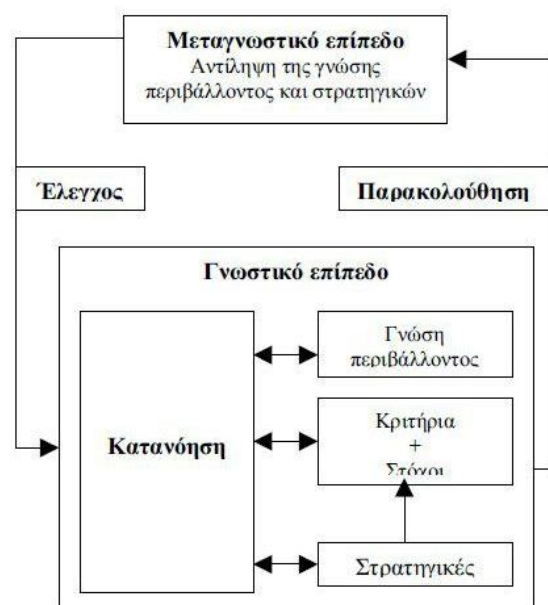 Μεταγνωστικό επίπεδο
Αντίληψη της γνώσης
περιβάλλοντος και στρατηγικών
Έλεγχος
Παρακολούθηση
Γνωστικό επίπεδο
Κατανόηση
Γνώση
περιβάλλοντος
Κριτήρια
+
Στόχοι
Στρατηγικές